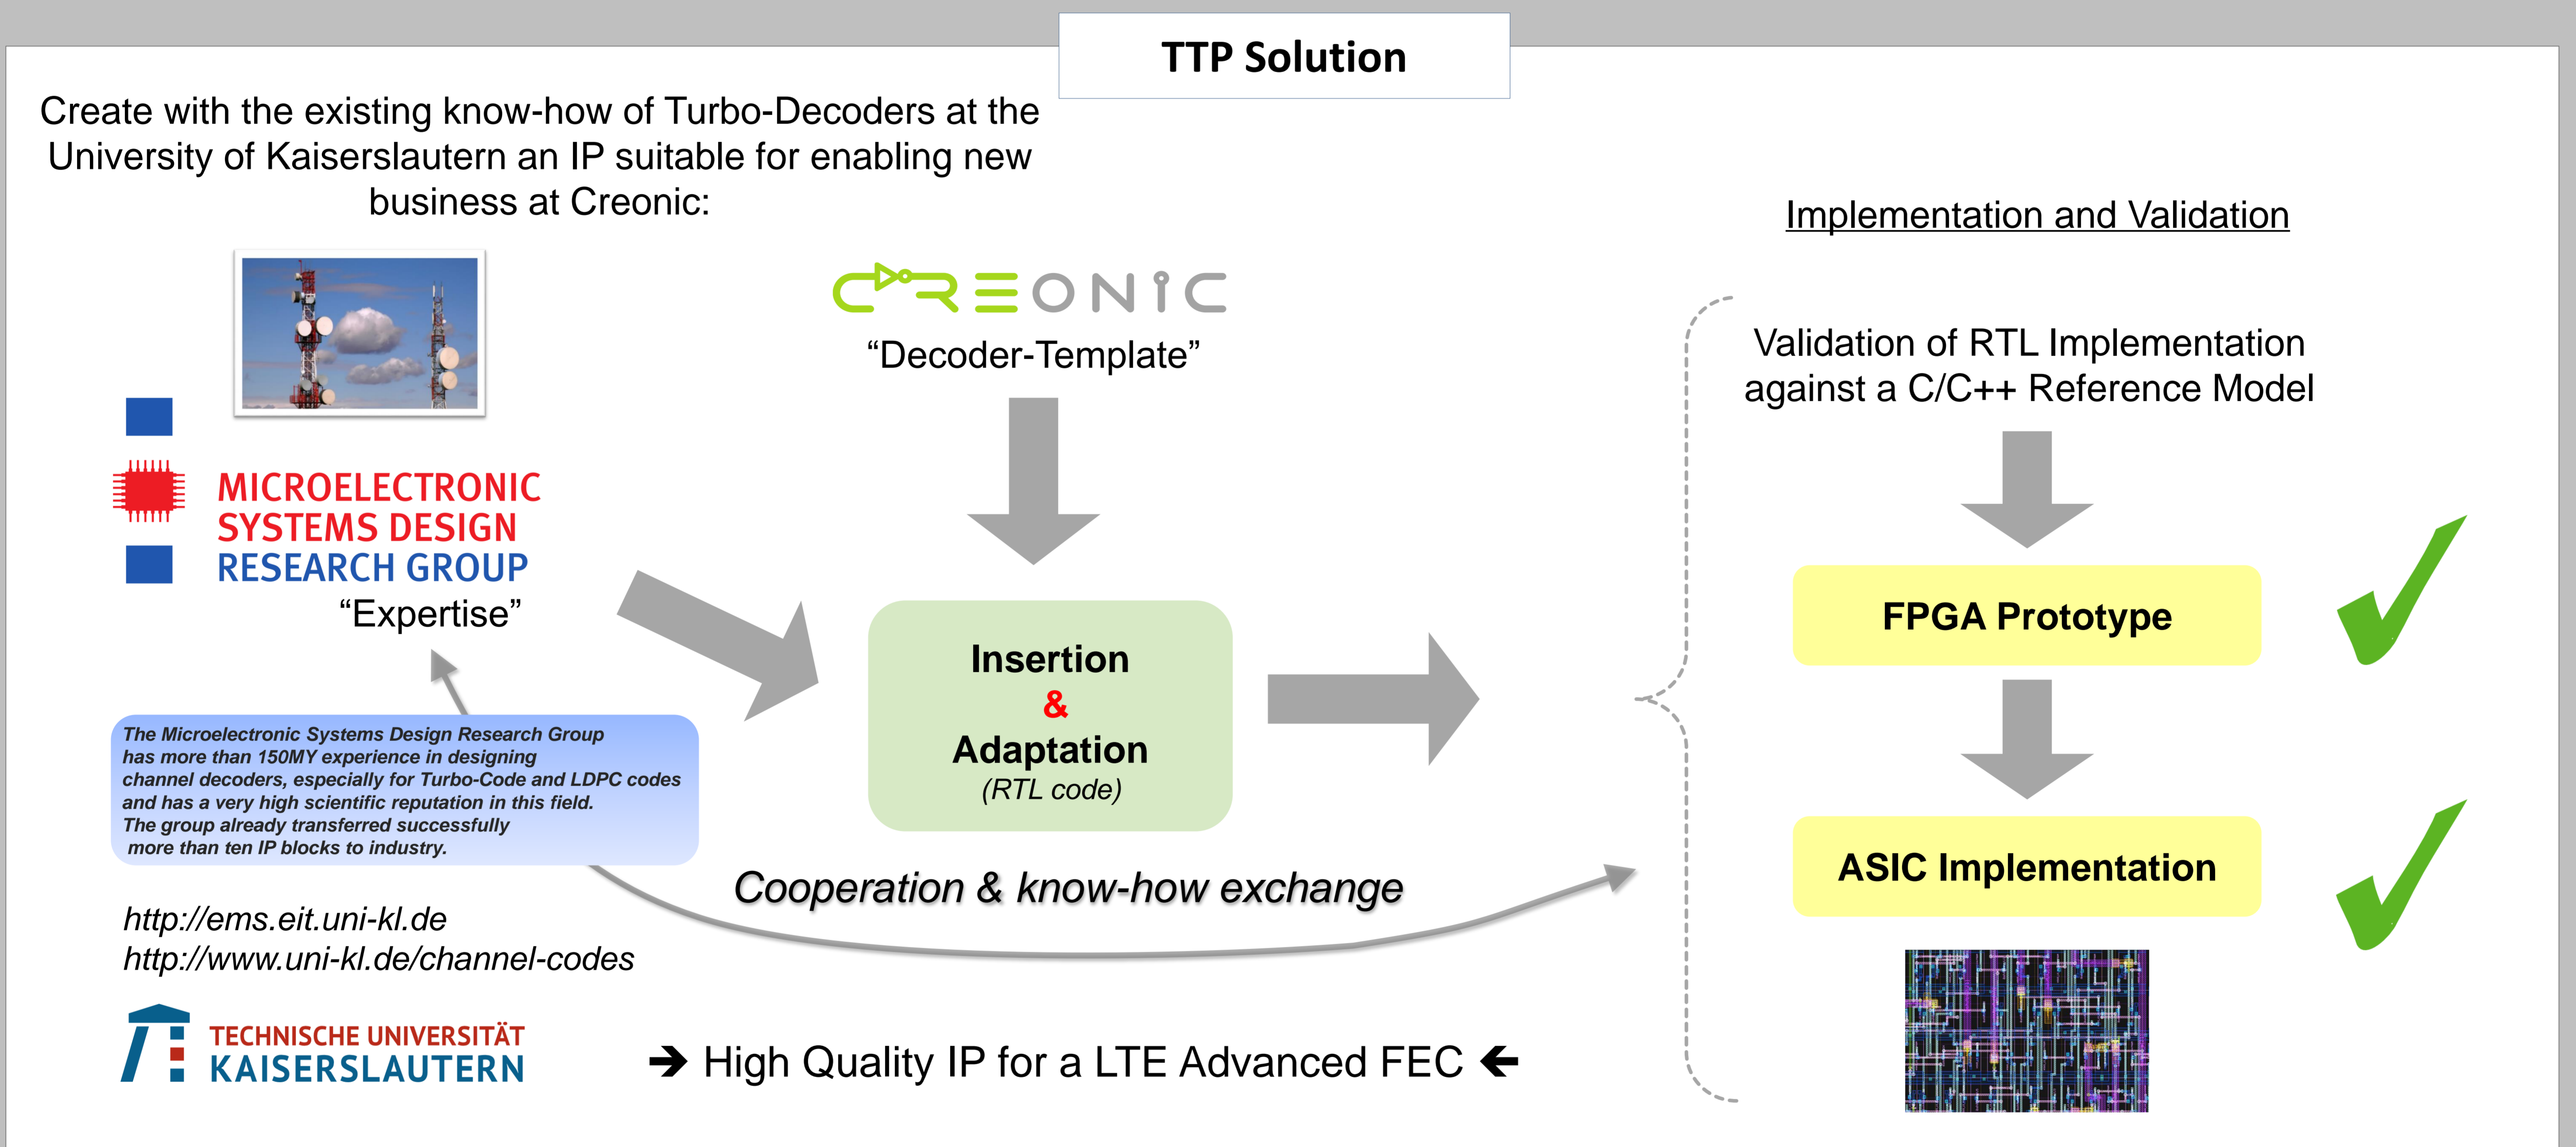 TTP Solution
Create with the existing know-how of Turbo-Decoders at the
University of Kaiserslautern an IP suitable for enabling new
business at Creonic:
MICROELECTRONIC
SYSTEMS DESIGN
RESEARCH GROUP
“Expertise”
The Microelectronic Systems Design Research Group
has more than 150MY experience in designing
channel decoders, especially for Turbo-Code and LDPC codes
and has a very high scientific reputation in this field.
The group already transferred successfully
more than ten IP blocks to industry.
http://ems.eit.uni-kl.de
http://www.uni-kl.de/channel-codes
TECHNISCHE UNIVERSITÄT
KAISERSLAUTERN
CREONIC
“Decoder-Template”
Insertion
&
Adaptation
(RTL code)
Cooperation & know-how exchange
➔ High Quality IP for a LTE Advanced FEC 🡸
Implementation and Validation
Validation of RTL Implementation
against a C/C++ Reference Model
FPGA Prototype
ASIC Implementation